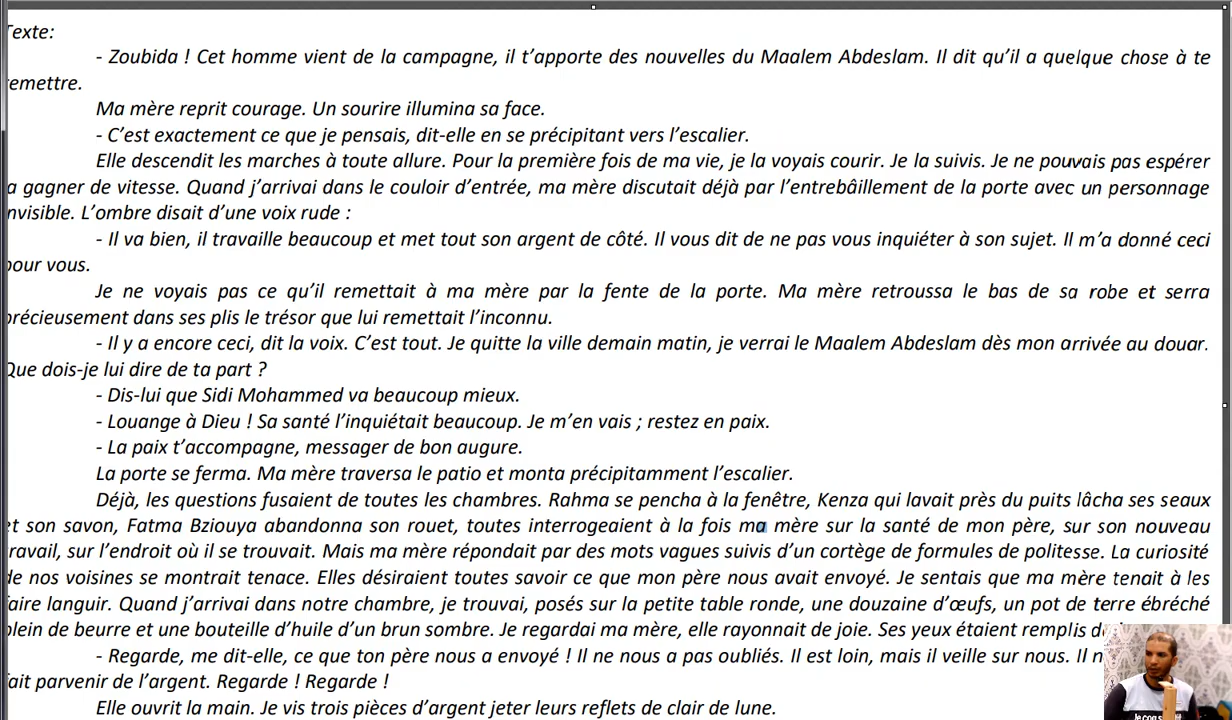 Texte:
- Zoubida ! Cet homme vient de la campagne, il t’apporte des nouvelles du Maalem Abdeslam. Il dit qu’il a quelque chose à te
remettre.
Ma mère reprit courage. Un sourire illumina sa face.
- C’est exactement ce que je pensais, dit-elle en se précipitant vers l’escalier.
Elle descendit les marches à toute allure. Pour la première fois de ma vie, je la voyais courir. Je la suivis. Je ne pouvais pas espérer
la gagner de vitesse. Quand j’arrivai dans le couloir d’entrée, ma mère discutait déjà par l’entrebâillement de la porte avec un personnage
invisible. L’ombre disait d’une voix rude :
- Il va bien, il travaille beaucoup et met tout son argent de côté. Il vous dit de ne pas vous inquiéter à son sujet. Il m’a donné ceci
pour vous.
Je ne voyais pas ce qu’il remettait à ma mère par la fente de la porte. Ma mère retroussa le bas de sa robe et serra
précieusement dans ses plis le trésor que lui remettait l’inconnu.
- Il y a encore ceci, dit la voix. C’est tout. Je quitte la ville demain matin, je verrai le Maalem Abdeslam dès mon arrivée au douar.
Que dois-je lui dire de ta part ?
- Dis-lui que Sidi Mohammed va beaucoup mieux.
- Louange à Dieu ! Sa santé l’inquiétait beaucoup. Je m’en vais ; restez en paix.
- La paix t’accompagne, messager de bon augure.
La porte se ferma. Ma mère traversa le patio et monta précipitamment l’escalier.
Déjà, les questions fusaient de toutes les chambres. Rahma se pencha à la fenêtre, Kenza qui lavait près du puits lâcha ses seaux
et son savon, Fatma Bziouya abandonna son rouet, toutes interrogeaient à la fois ma mère sur la santé de mon père, sur son nouveau
travail, sur l’endroit où il se trouvait. Mais ma mère répondait par des mots vagues suivis d’un cortège de formules de politesse. La curiosité
de nos voisines se montrait tenace. Elles désiraient toutes savoir ce que mon père nous avait envoyé. Je sentais que ma mère tenait à les
faire languir. Quand j’arrivai dans notre chambre, je trouvai, posés sur la petite table ronde, une douzaine d’œufs, un pot de terre ébréché
plein de beurre et une bouteille d’huile d’un brun sombre. Je regardai ma mère, elle rayonnait de joie. Ses yeux étaient remplis
- Regarde, me dit-elle, ce que ton père nous a envoyé ! Il ne nous a pas oubliés. Il est loin, mais il veille sur nous. Il
fait parvenir de l’argent. Regarde ! Regarde !
Elle ouvrit la main. Je vis trois pièces d’argent jeter leurs reflets de clair de lune.